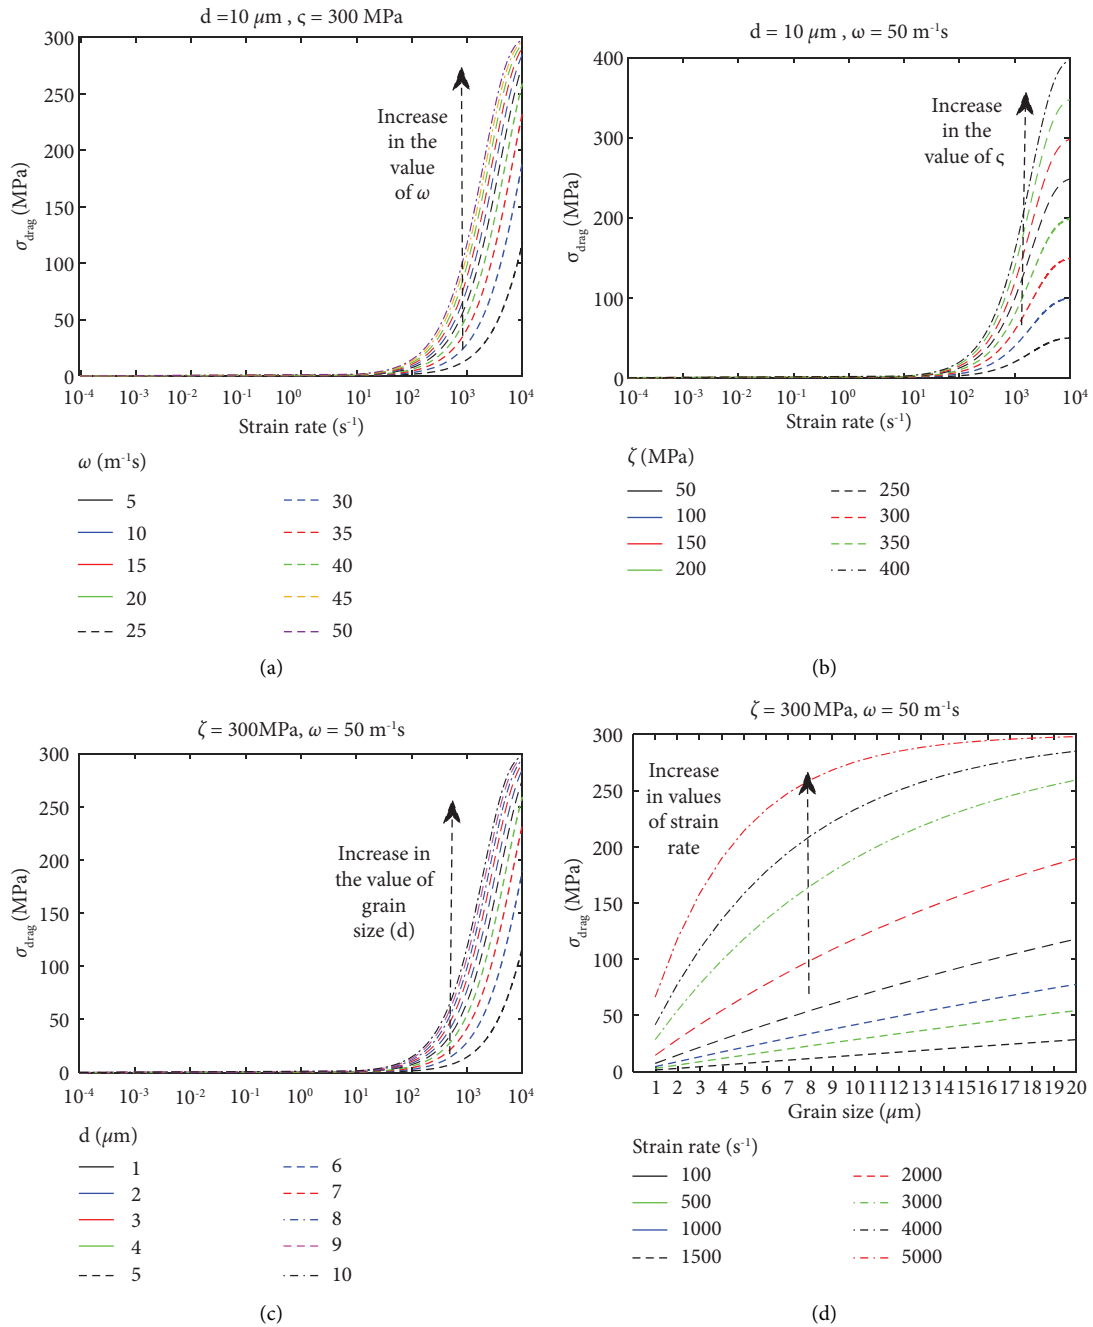 d =10 μm , ς = 300 MPa
300
250
200
150
100
50
0
σdrag (MPa)
Increase
in the
value
of ω
10-4
10-3
10-2
10-1
100
101
102
103
104
Strain rate (s-1)
ω (m-1s)
5
10
15
20
25
30
35
40
45
50
(a)
d = 10 μm , ω = 50 m-1s
400
300
200
100
0
σdrag (MPa)
Increase
in the
value of ς
10-4
10-3
10-2
10-1
100
101
102
103
104
Strain rate (s-1)
ζ (MPa)
50
100
150
200
250
300
350
400
(b)
ζ = 300MPa, ω = 50 m-1s
300
250
200
150
100
50
0
σdrag (MPa)
Increase in
the value of
grain
size (d)
10-4
10-3
10-2
10-1
100
101
102
103
104
d (μm)
1
2
3
4
5
6
7
8
9
10
(c)
ζ = 300 MPa, ω = 50 m-1s
300
250
200
150
100
50
0
σdrag (MPa)
Increase
in values
of strain
rate
1 2 3 4 5 6 7 8 9 10 11 12 13 14 15 16 17 18 19 20
Grain size (μm)
Strain rate (s-1)
100
500
1000
1500
2000
3000
4000
5000
(d)